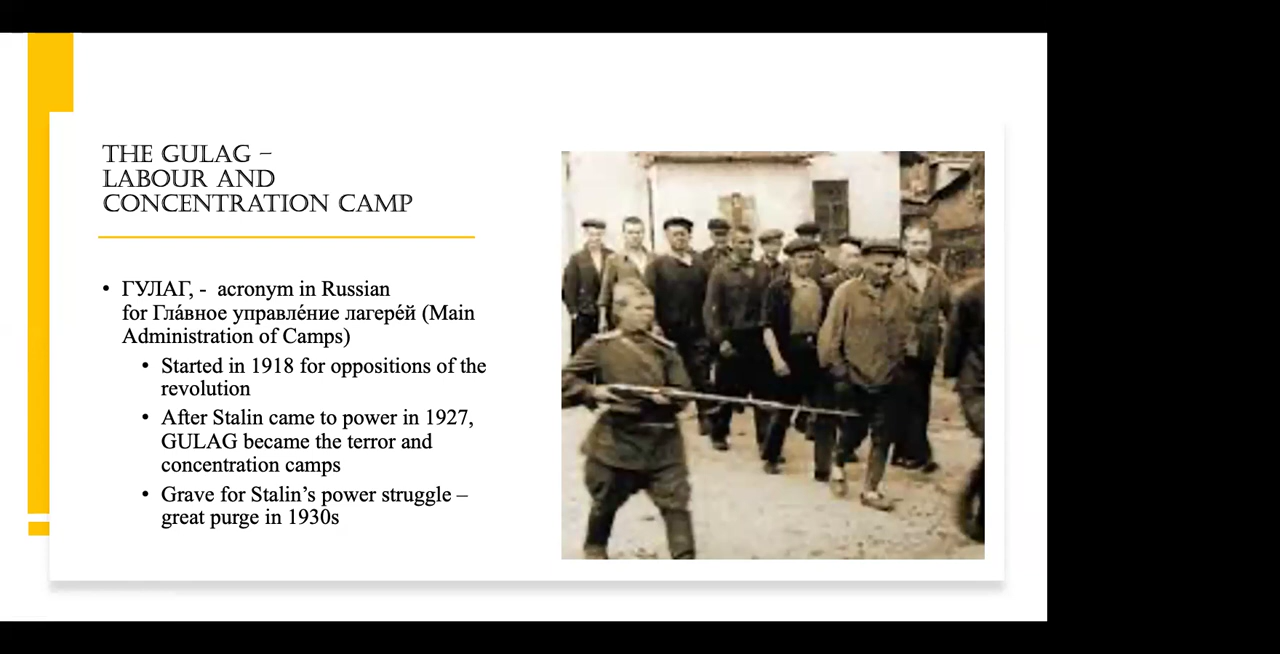 THE GULAG –
LABOUR AND
CONCENTRATION CAMP
• ГУЛАГ, - acronym in Russian
for Гла́вное управле́ние лагере́й (Main
Administration of Camps)
• Started in 1918 for oppositions of the
revolution
• After Stalin came to power in 1927,
GULAG became the terror and
concentration camps
• Grave for Stalin’s power struggle –
great purge in 1930s